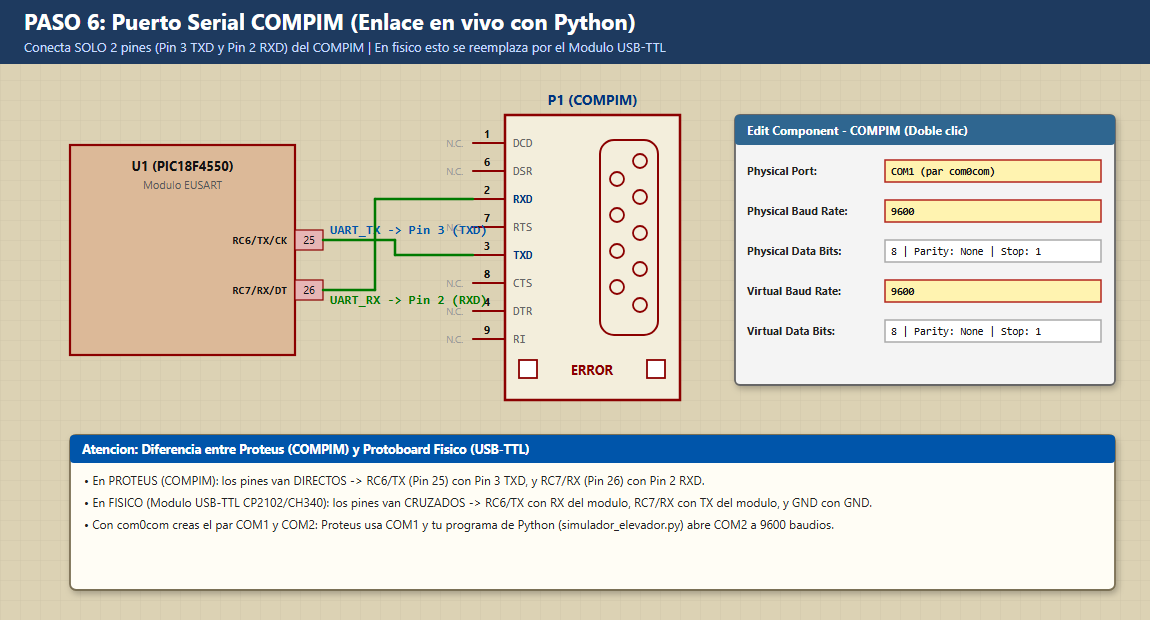 PASO 6: Puerto Serial COMPIM (Enlace en vivo con Python)
Conecta SOLO 2 pines (Pin 3 TXD y Pin 2 RXD) del COMPIM | En fisico esto se reemplaza por el Modulo USB-TTL
U1 (PIC18F4550)
Modulo EUSART
RC6/TX/CK 25
RC7/RX/DT 26
UART_TX -> Pin 3 (TXD)
UART_RX -> Pin 2 (RXD)
P1 (COMPIM)
N.C. 1 DCD
N.C. 6 DSR
2 RXD
N.C. 7 RTS
3 TXD
N.C. 8 CTS
N.C. 4 DTR
N.C. 9 RI
ERROR
Edit Component - COMPIM (Doble clic)
Physical Port: COM1 (par com0com)
Physical Baud Rate: 9600
Physical Data Bits: 8 | Parity: None | Stop: 1
Virtual Baud Rate: 9600
Virtual Data Bits: 8 | Parity: None | Stop: 1
Atencion: Diferencia entre Proteus (COMPIM) y Protoboard Fisico (USB-TTL)
• En PROTEUS (COMPIM): los pines van DIRECTOS -> RC6/TX (Pin 25) con Pin 3 TXD, y RC7/RX (Pin 26) con Pin 2 RXD.
• En FISICO (Modulo USB-TTL CP2102/CH340): los pines van CRUZADOS -> RC6/TX con RX del modulo, RC7/RX con TX del modulo, y GND con GND.
• Con com0com creas el par COM1 y COM2: Proteus usa COM1 y tu programa de Python (simulador_elevador.py) abre COM2 a 9600 baudios.